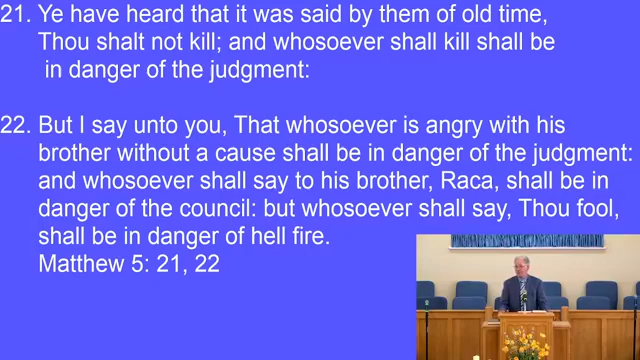 21. Ye have heard that it was said by them of old time,
Thou shalt not kill; and whosoever shall kill shall be
in danger of the judgment:
22. But I say unto you, That whosoever is angry with his
brother without a cause shall be in danger of the judgment:
and whosoever shall say to his brother, Raca, shall be in
danger of the council: but whosoever shall say, Thou fool,
shall be in danger of hell fire.
Matthew 5: 21, 22